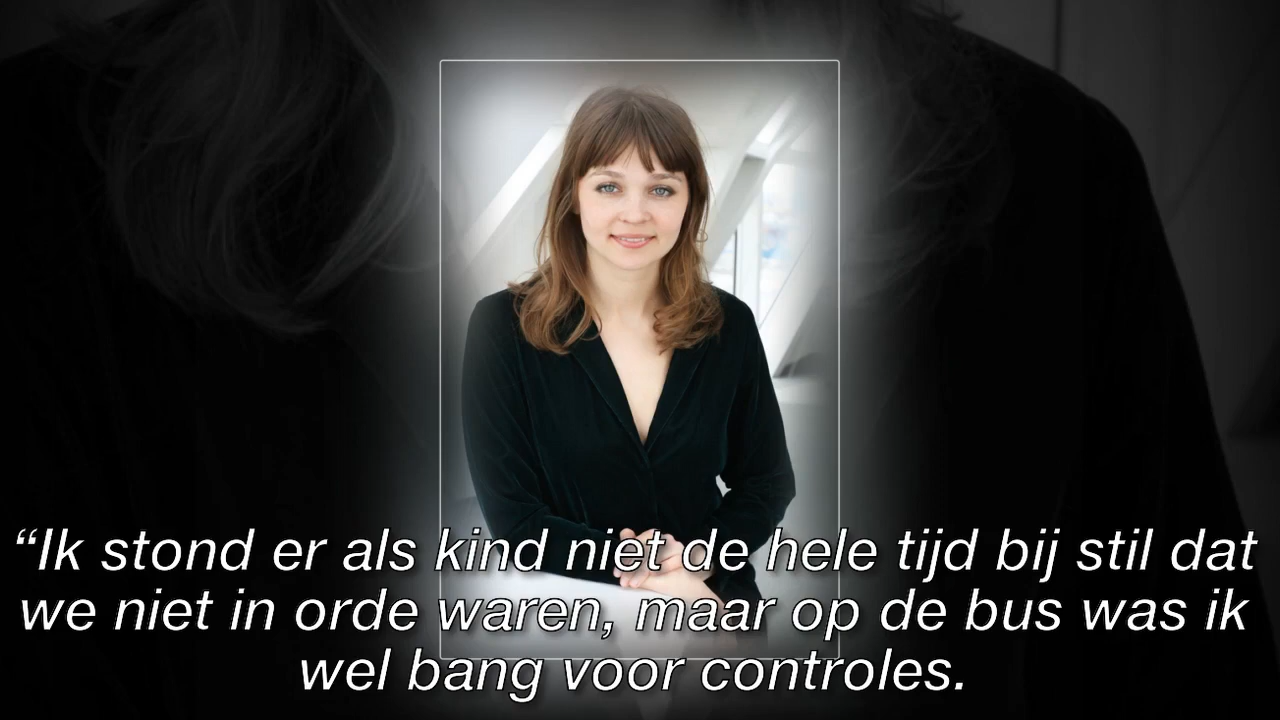 “Ik stond er als kind niet de hele tijd bij stil dat
we niet in orde waren, maar op de bus was ik
wel bang voor controles.